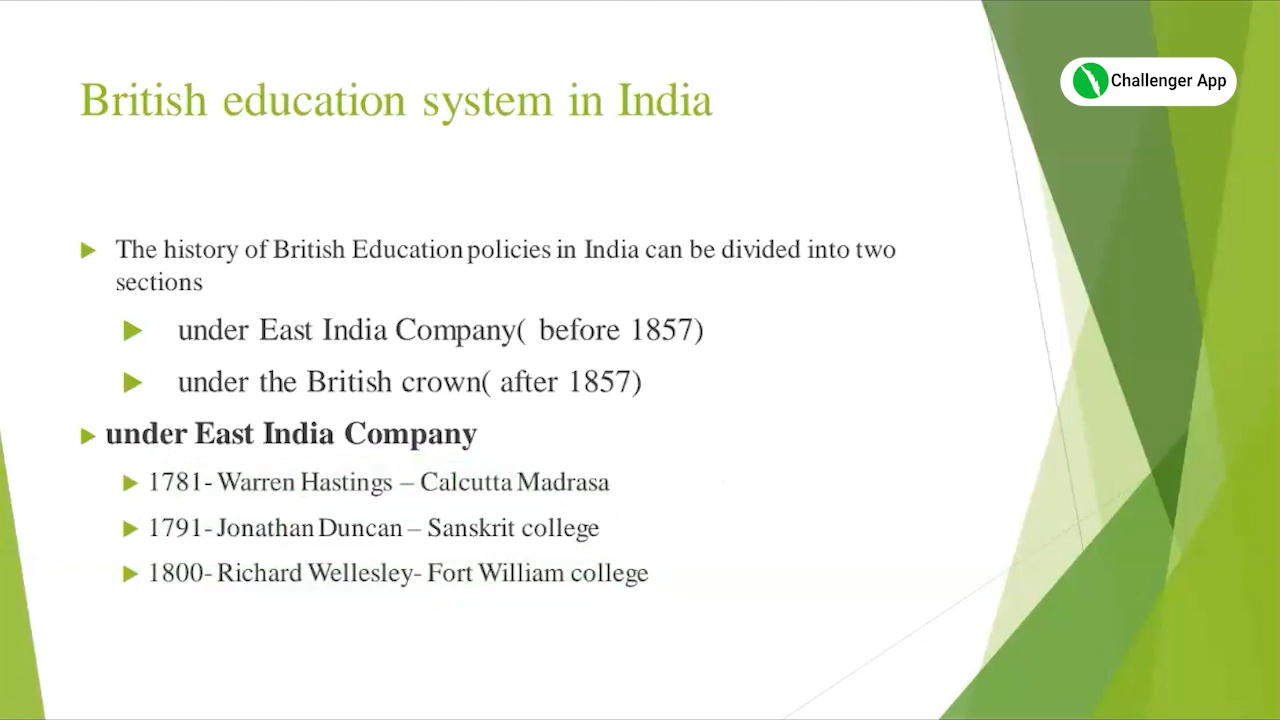 British education system in India
Challenger App
The history of British Education policies in India can be divided into two
sections
under East India Company( before 1857)
under the British crown( after 1857)
under East India Company
1781- Warren Hastings – Calcutta Madrasa
1791- Jonathan Duncan – Sanskrit college
1800- Richard Wellesley- Fort William college